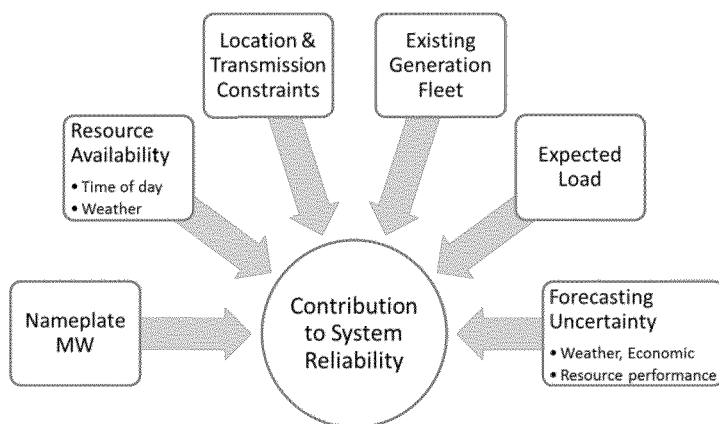 Location &
Transmission
Constraints
Existing
Generation
Fleet
Resource
Availability
• Time of day
• Weather
Expected
Load
Nameplate
MW
Contribution
to System
Reliability
Forecasting
Uncertainty
• Weather, Economic
• Resource performance